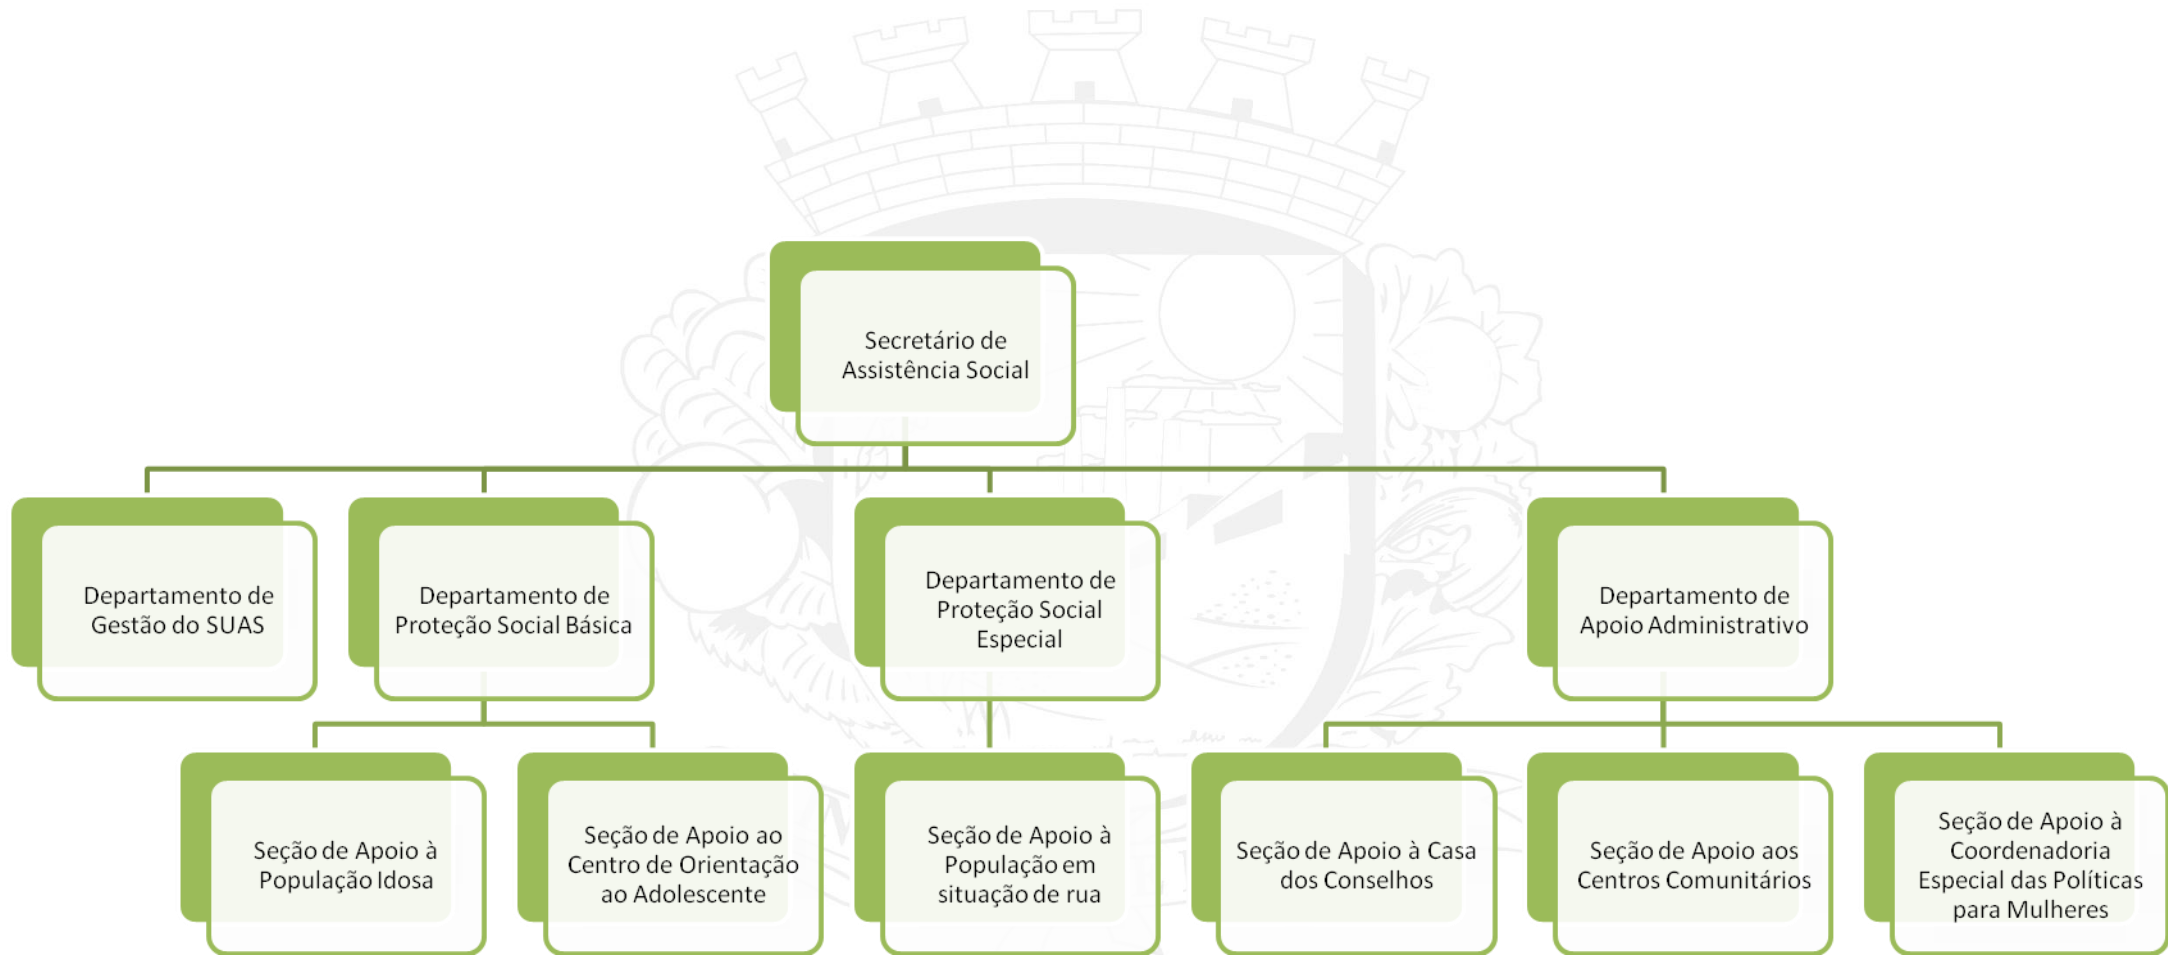 Secretário de
Assistência Social
Departamento de
Gestão do SUAS
Departamento de
Proteção Social Básica
Departamento de
Proteção Social
Especial
Departamento de
Apoio Administrativo
Seção de Apoio à
População Idosa
Seção de Apoio ao
Centro de Orientação
ao Adolescente
Seção de Apoio à
População em
situação de rua
Seção de Apoio à Casa
dos Conselhos
Seção de Apoio aos
Centros Comunitários
Seção de Apoio à
Coordenadoria
Especial das Políticas
para Mulheres